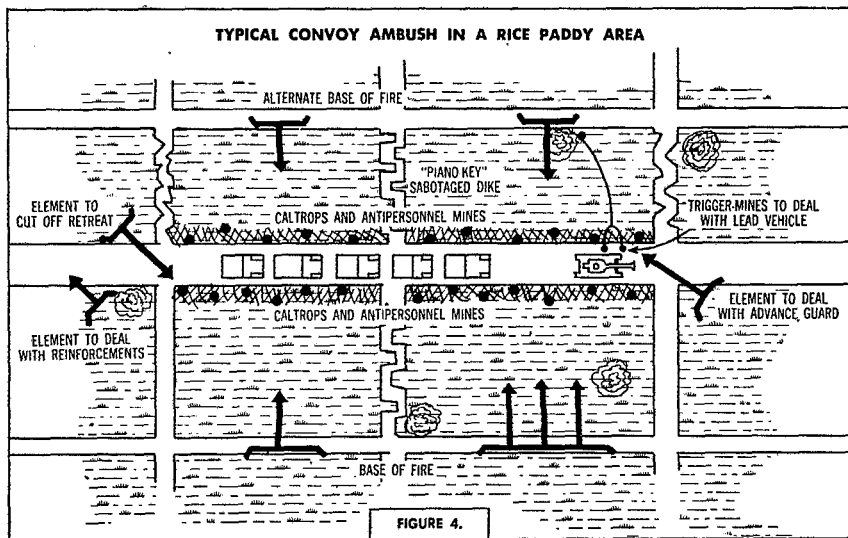 TYPICAL CONVOY AMBUSH IN A RICE PADDY AREA
ALTERNATE BASE OF FIRE
"PIANO KEY"
SABOTAGED DIKE
ELEMENT TO
CUT OFF RETREAT
TRIGGER-MINES TO DEAL
WITH LEAD VEHICLE
CALTROPS AND ANTIPERSONNEL MINES
CALTROPS AND ANTIPERSONNEL MINES
ELEMENT TO DEAL
WITH ADVANCE GUARD
ELEMENT TO DEAL
WITH REINFORCEMENTS
BASE OF FIRE
FIGURE 4.